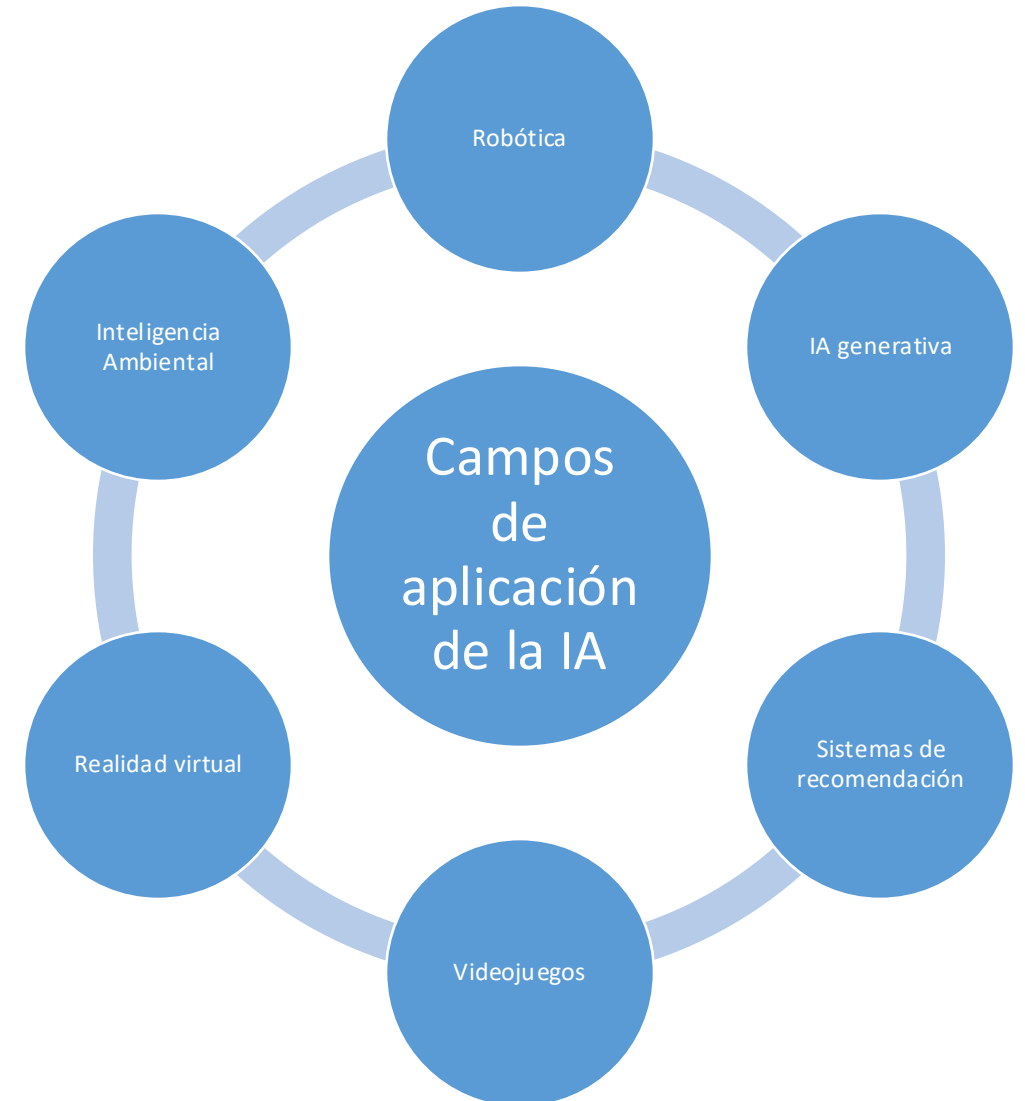 Robótica
IA generativa
Sistemas de
recomendación
Videojuegos
Realidad virtual
Inteligencia
Ambiental
Campos
de
aplicación
de la IA